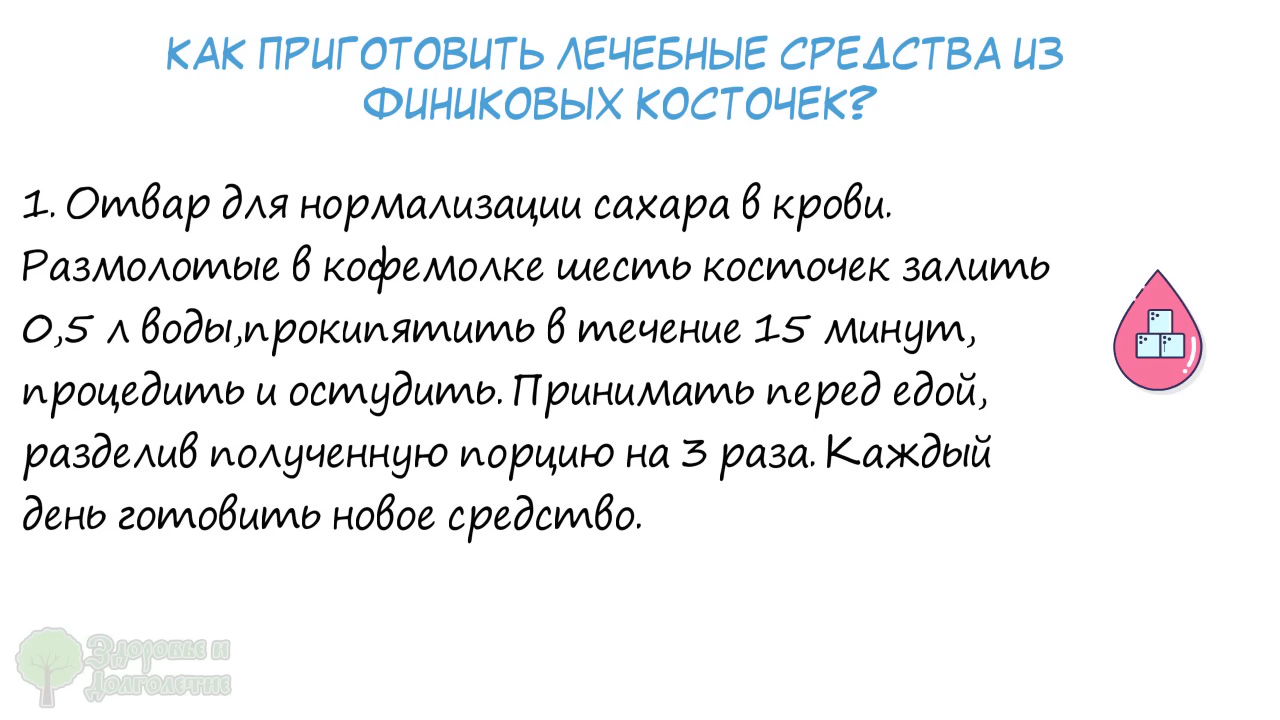 КАК ПРИГОТОВИТЬ ЛЕЧЕБНЫЕ СРЕДСТВА ИЗ
ФИНИКОВЫХ КОСТОЧЕК?
1. Отвар для нормализации сахара в крови.
Размолотые в кофемолке шесть косточек залить
0,5 л воды,прокипятить в течение 15 минут,
процедить и остудить. Принимать перед едой,
разделив полученную порцию на 3 раза. Каждый
день готовить новое средство.
Здоровье и
Долголетие